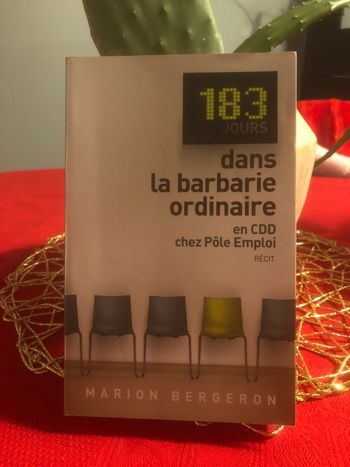 183
JOURS
dans
la barbarie
ordinaire
en CDD
chez Pôle Emploi
RÉCIT
MARION BERGERON